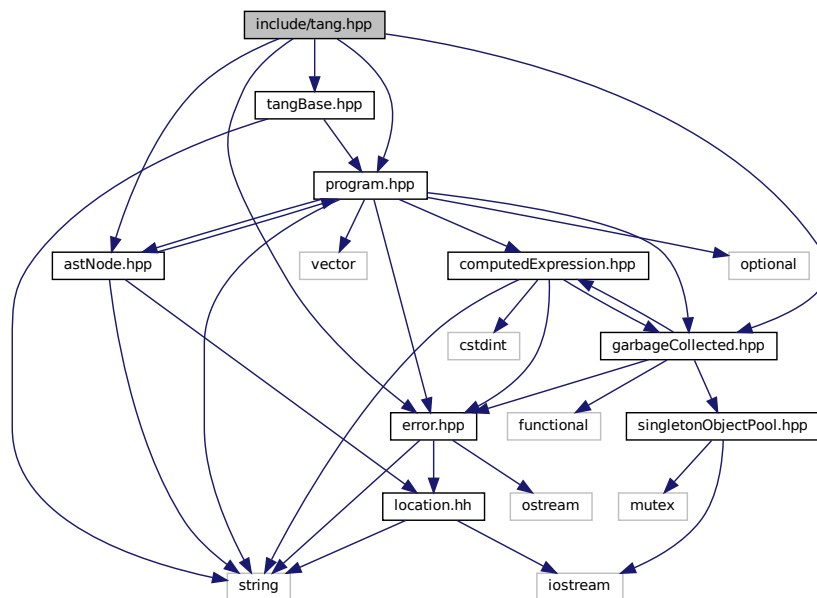 include/tang.hpp
tangBase.hpp
program.hpp
astNode.hpp
vector
computedExpression.hpp
optional
cstdint
garbageCollected.hpp
error.hpp
functional
singletonObjectPool.hpp
location.hh
ostream
mutex
string
iostream